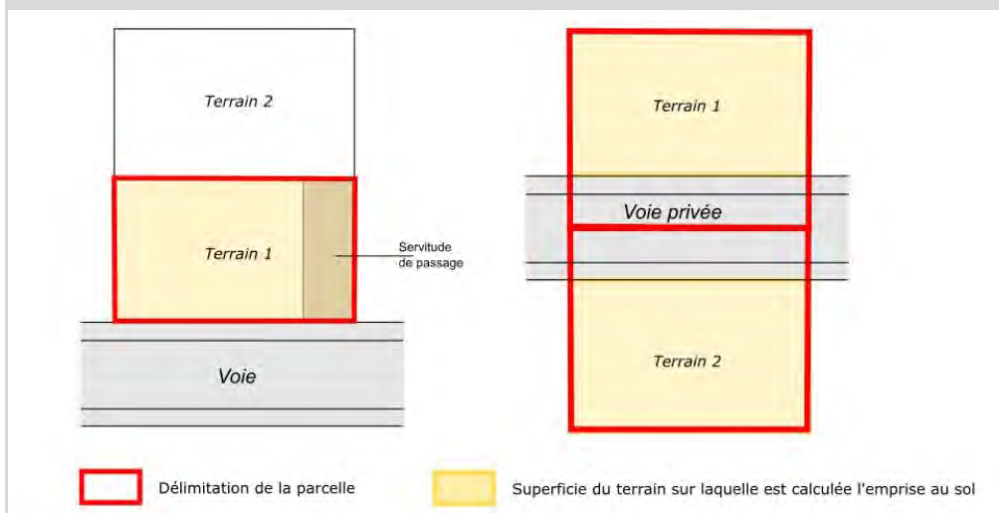 Terrain 2
Terrain 1
Servitude
de passage
Voie
Terrain 1
Voie privée
Terrain 2
Délimitation de la parcelle
Superficie du terrain sur laquelle est calculée l'emprise au sol